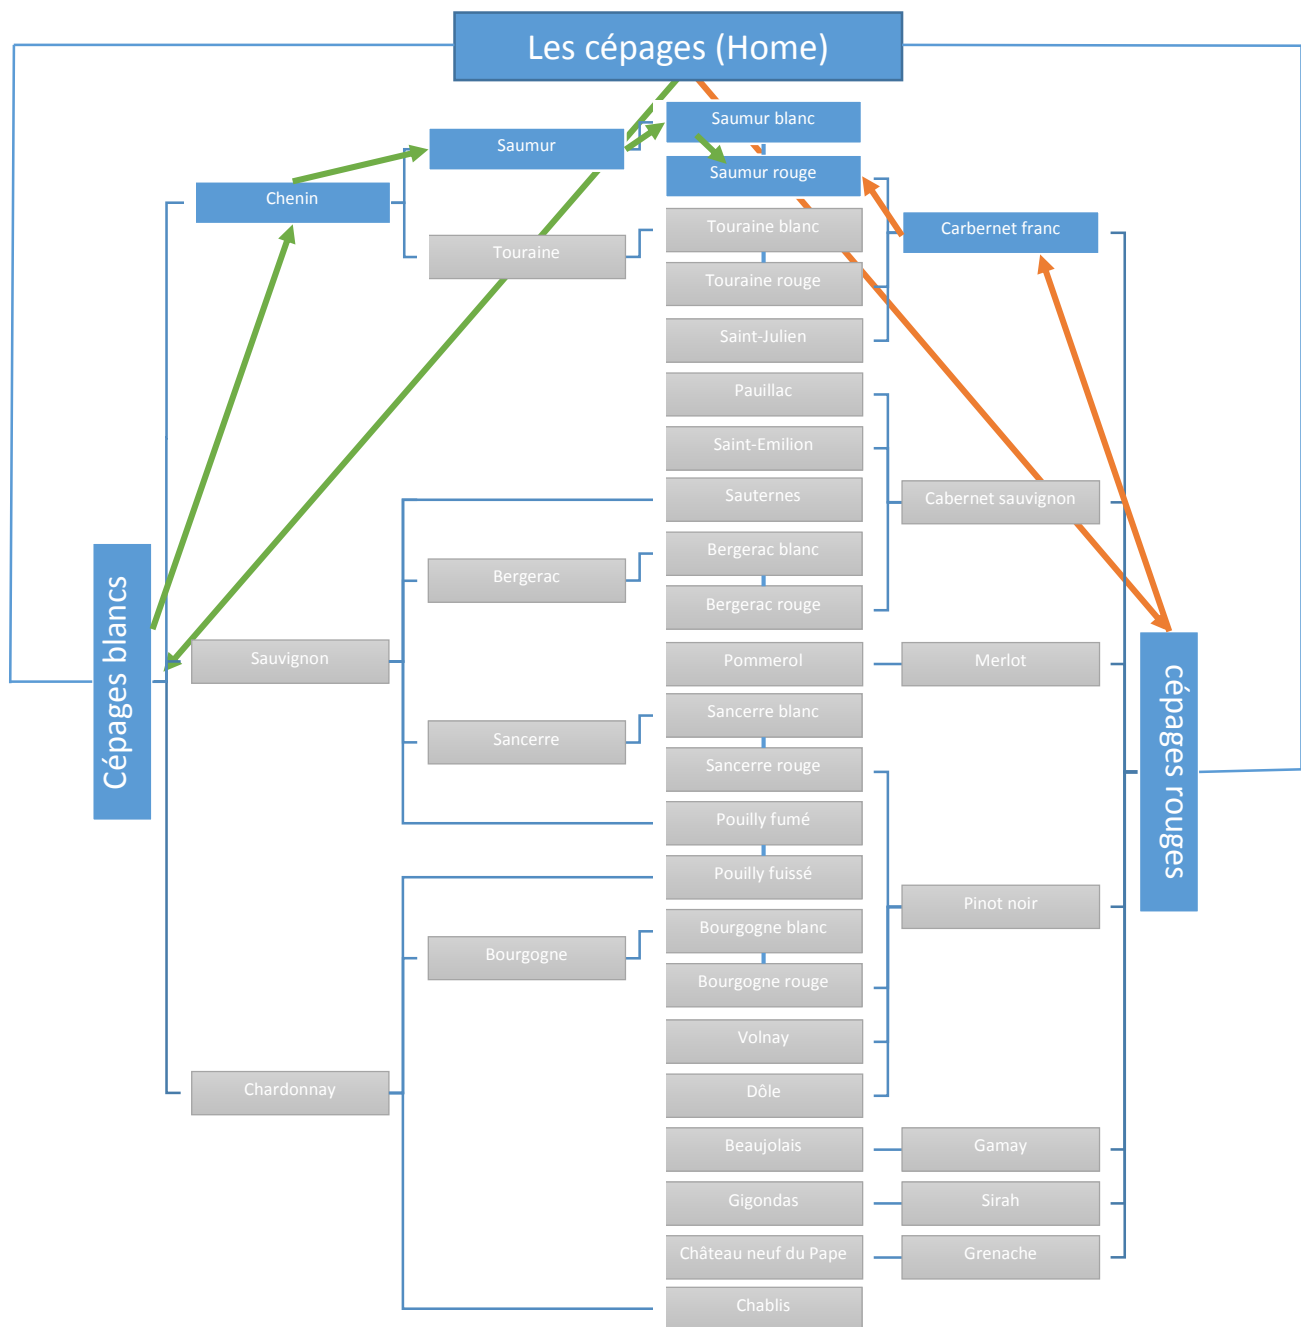 Les cépages (Home)
Saumur blanc
Saumur
Saumur rouge
Chenin
Touraine blanc
Carbernet franc
Touraine
Touraine rouge
Saint-Julien
Pauillac
Saint-Emilion
Sauternes
Cabernet sauvignon
Bergerac blanc
Bergerac
Bergerac rouge
Cépages blancs
Sauvignon
Pommerol
Merlot
cépages rouges
Sancerre blanc
Sancerre
Sancerre rouge
Pouilly fumé
Pouilly fuissé
Pinot noir
Bourgogne blanc
Bourgogne
Bourgogne rouge
Volnay
Chardonnay
Dôle
Beaujolais
Gamay
Gigondas
Sirah
Château neuf du Pape
Grenache
Chablis